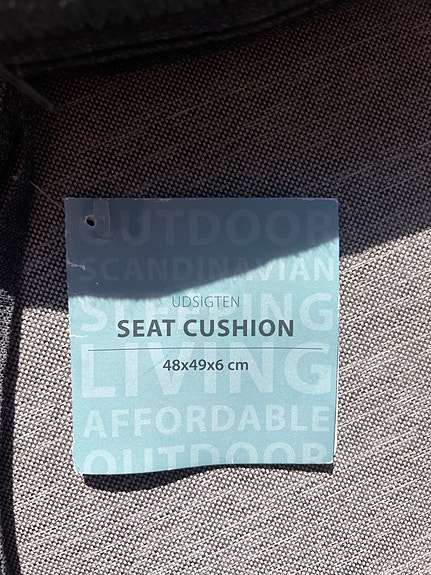 OUTDOOR
SCANDINAVIAN
UDSIGTEN
SEAT CUSHION
LIVING
48x49x6 cm
AFFORDABLE
OUTDOOR